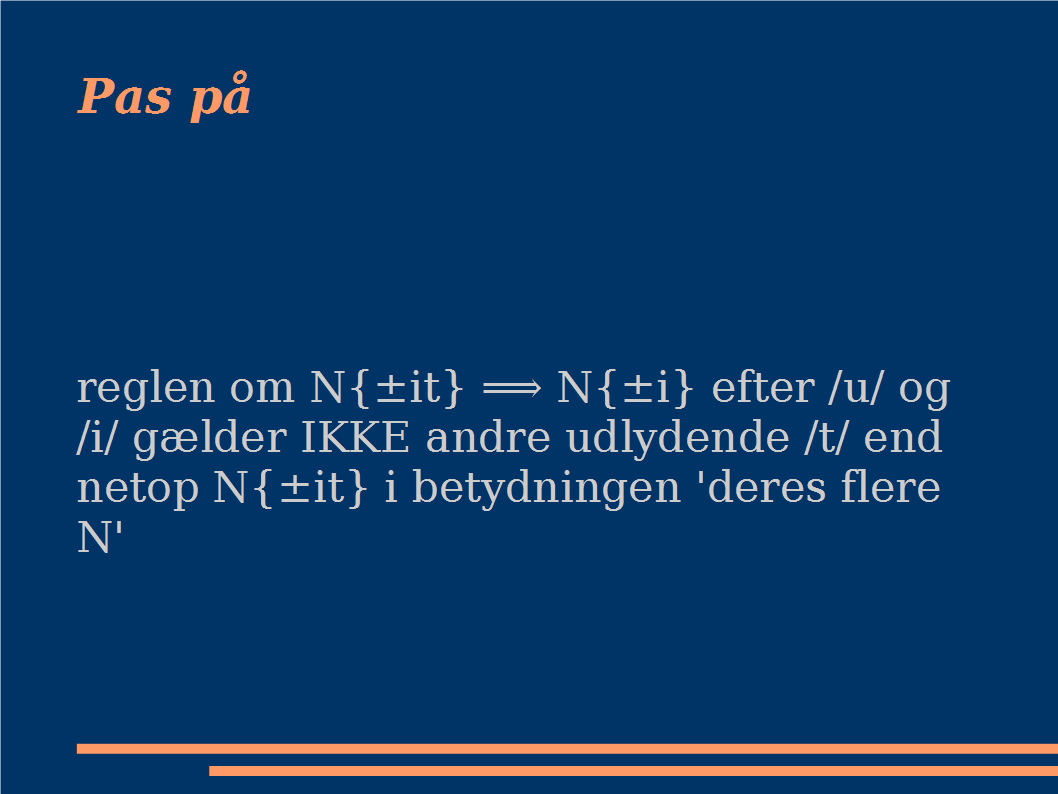 Pas på
reglen om N{±it} ⟹ N{±i} efter /u/ og
/i/ gælder IKKE andre udlydende /t/ end
netop N{±it} i betydningen 'deres flere
N'